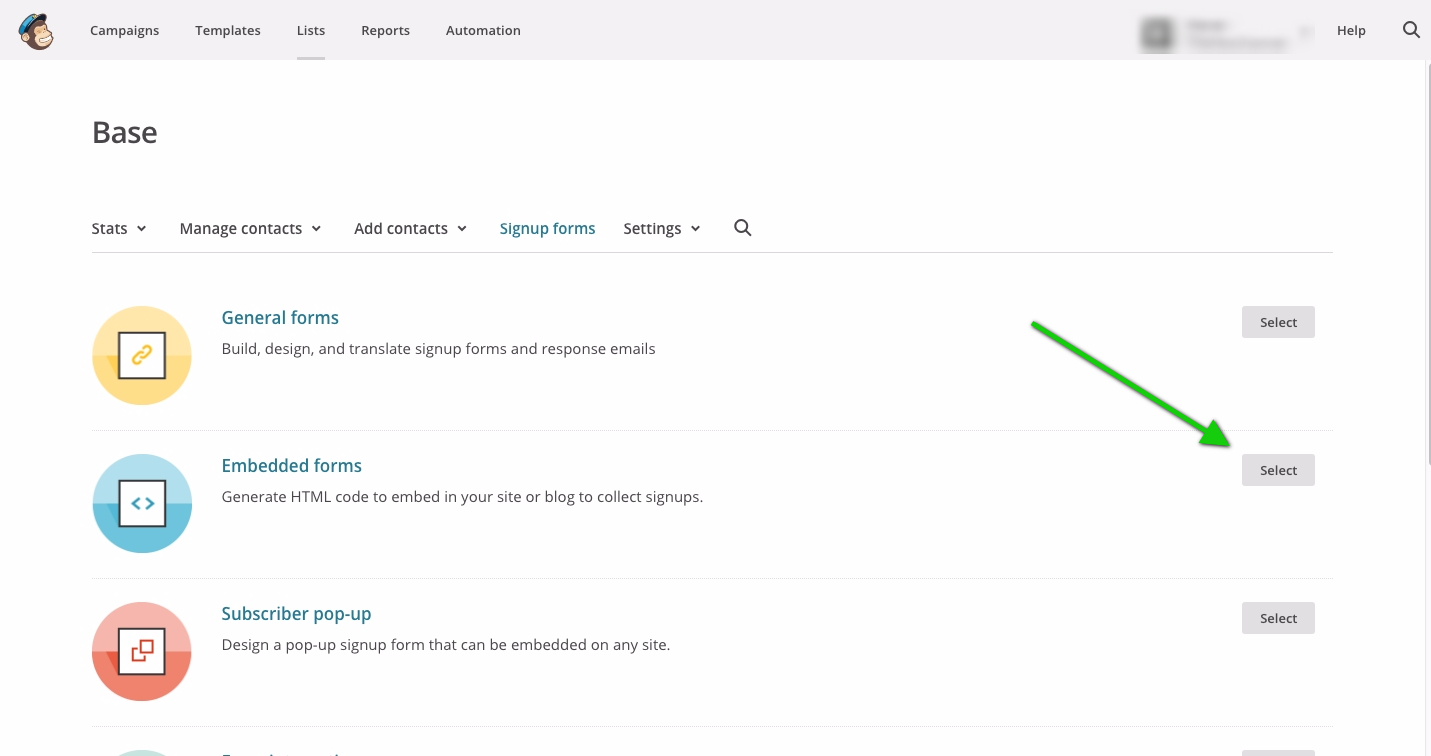 Campaigns Templates Lists Reports Automation Help
Base
Stats Manage contacts Add contacts Signup forms Settings
General forms Select
Build, design, and translate signup forms and response emails
Embedded forms Select
Generate HTML code to embed in your site or blog to collect signups.
Subscriber pop-up Select
Design a pop-up signup form that can be embedded on any site.